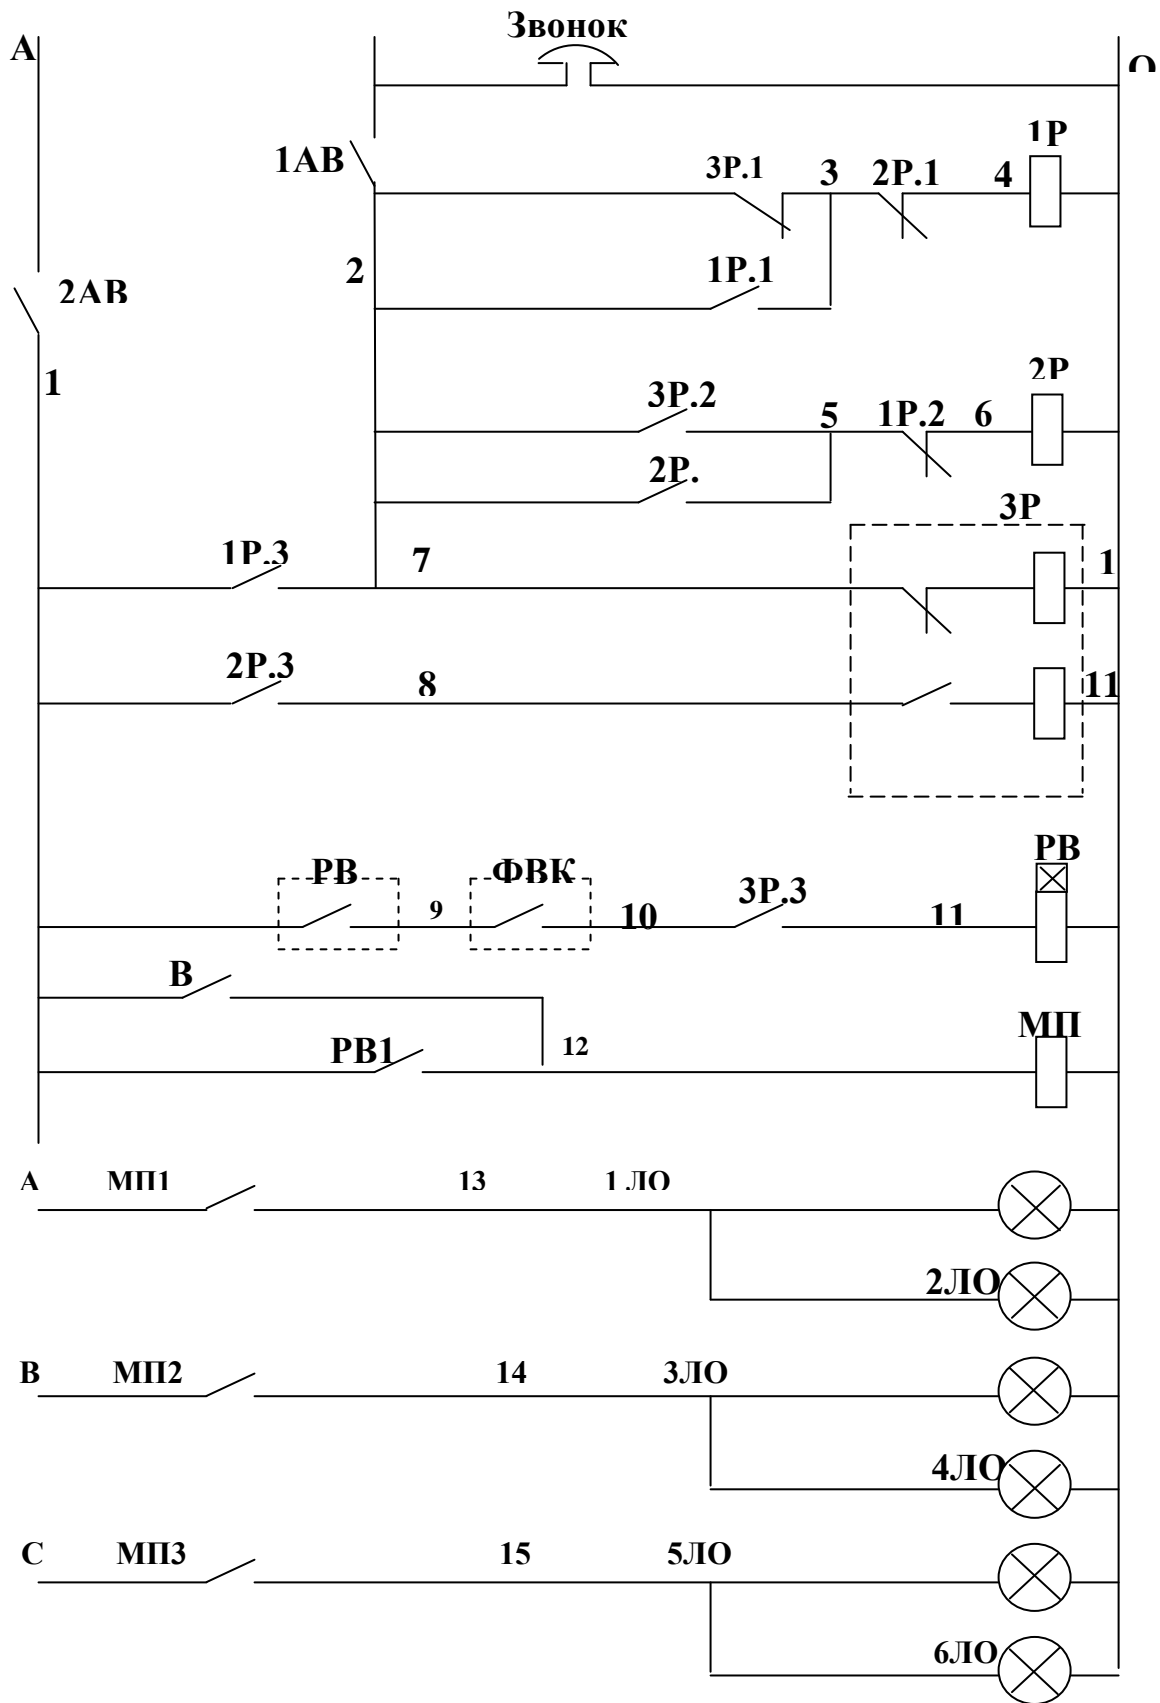 Звонок
А
О
1Р
1АВ
3Р.1
3
2Р.1
4
2
1Р.1
2АВ
1
2Р
3Р.2
5
1Р.2
6
2Р.
3Р
1Р.3
7
1
2Р.3
8
11
РВ
РВ
ФВК
3Р.3
9
10
11
В
МП
РВ1
12
А
МП1
13
1 ЛО
2ЛО
В
МП2
14
3ЛО
4ЛО
С
МП3
15
5ЛО
6ЛО